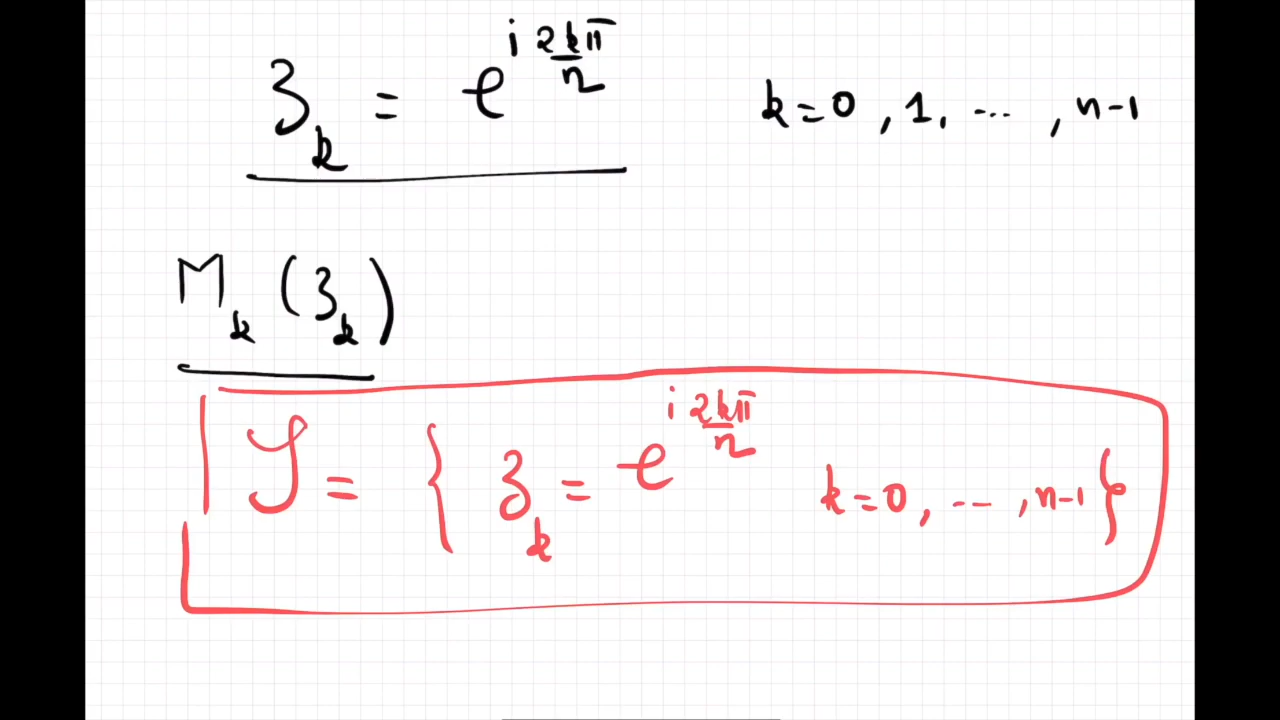 z_k = e^{i 2kπ/n}   k=0, 1, ..., n-1
M_k (z_k)
𝒮 = { z_k = e^{i 2kπ/n}   k=0, ..., n-1 }